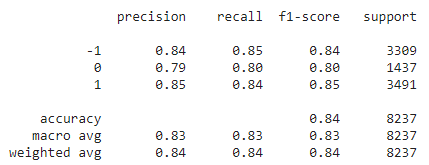 precision recall f1-score support
-1 0.84 0.85 0.84 3309
0 0.79 0.80 0.80 1437
1 0.85 0.84 0.85 3491
accuracy 0.84 8237
macro avg 0.83 0.83 0.83 8237
weighted avg 0.84 0.84 0.84 8237